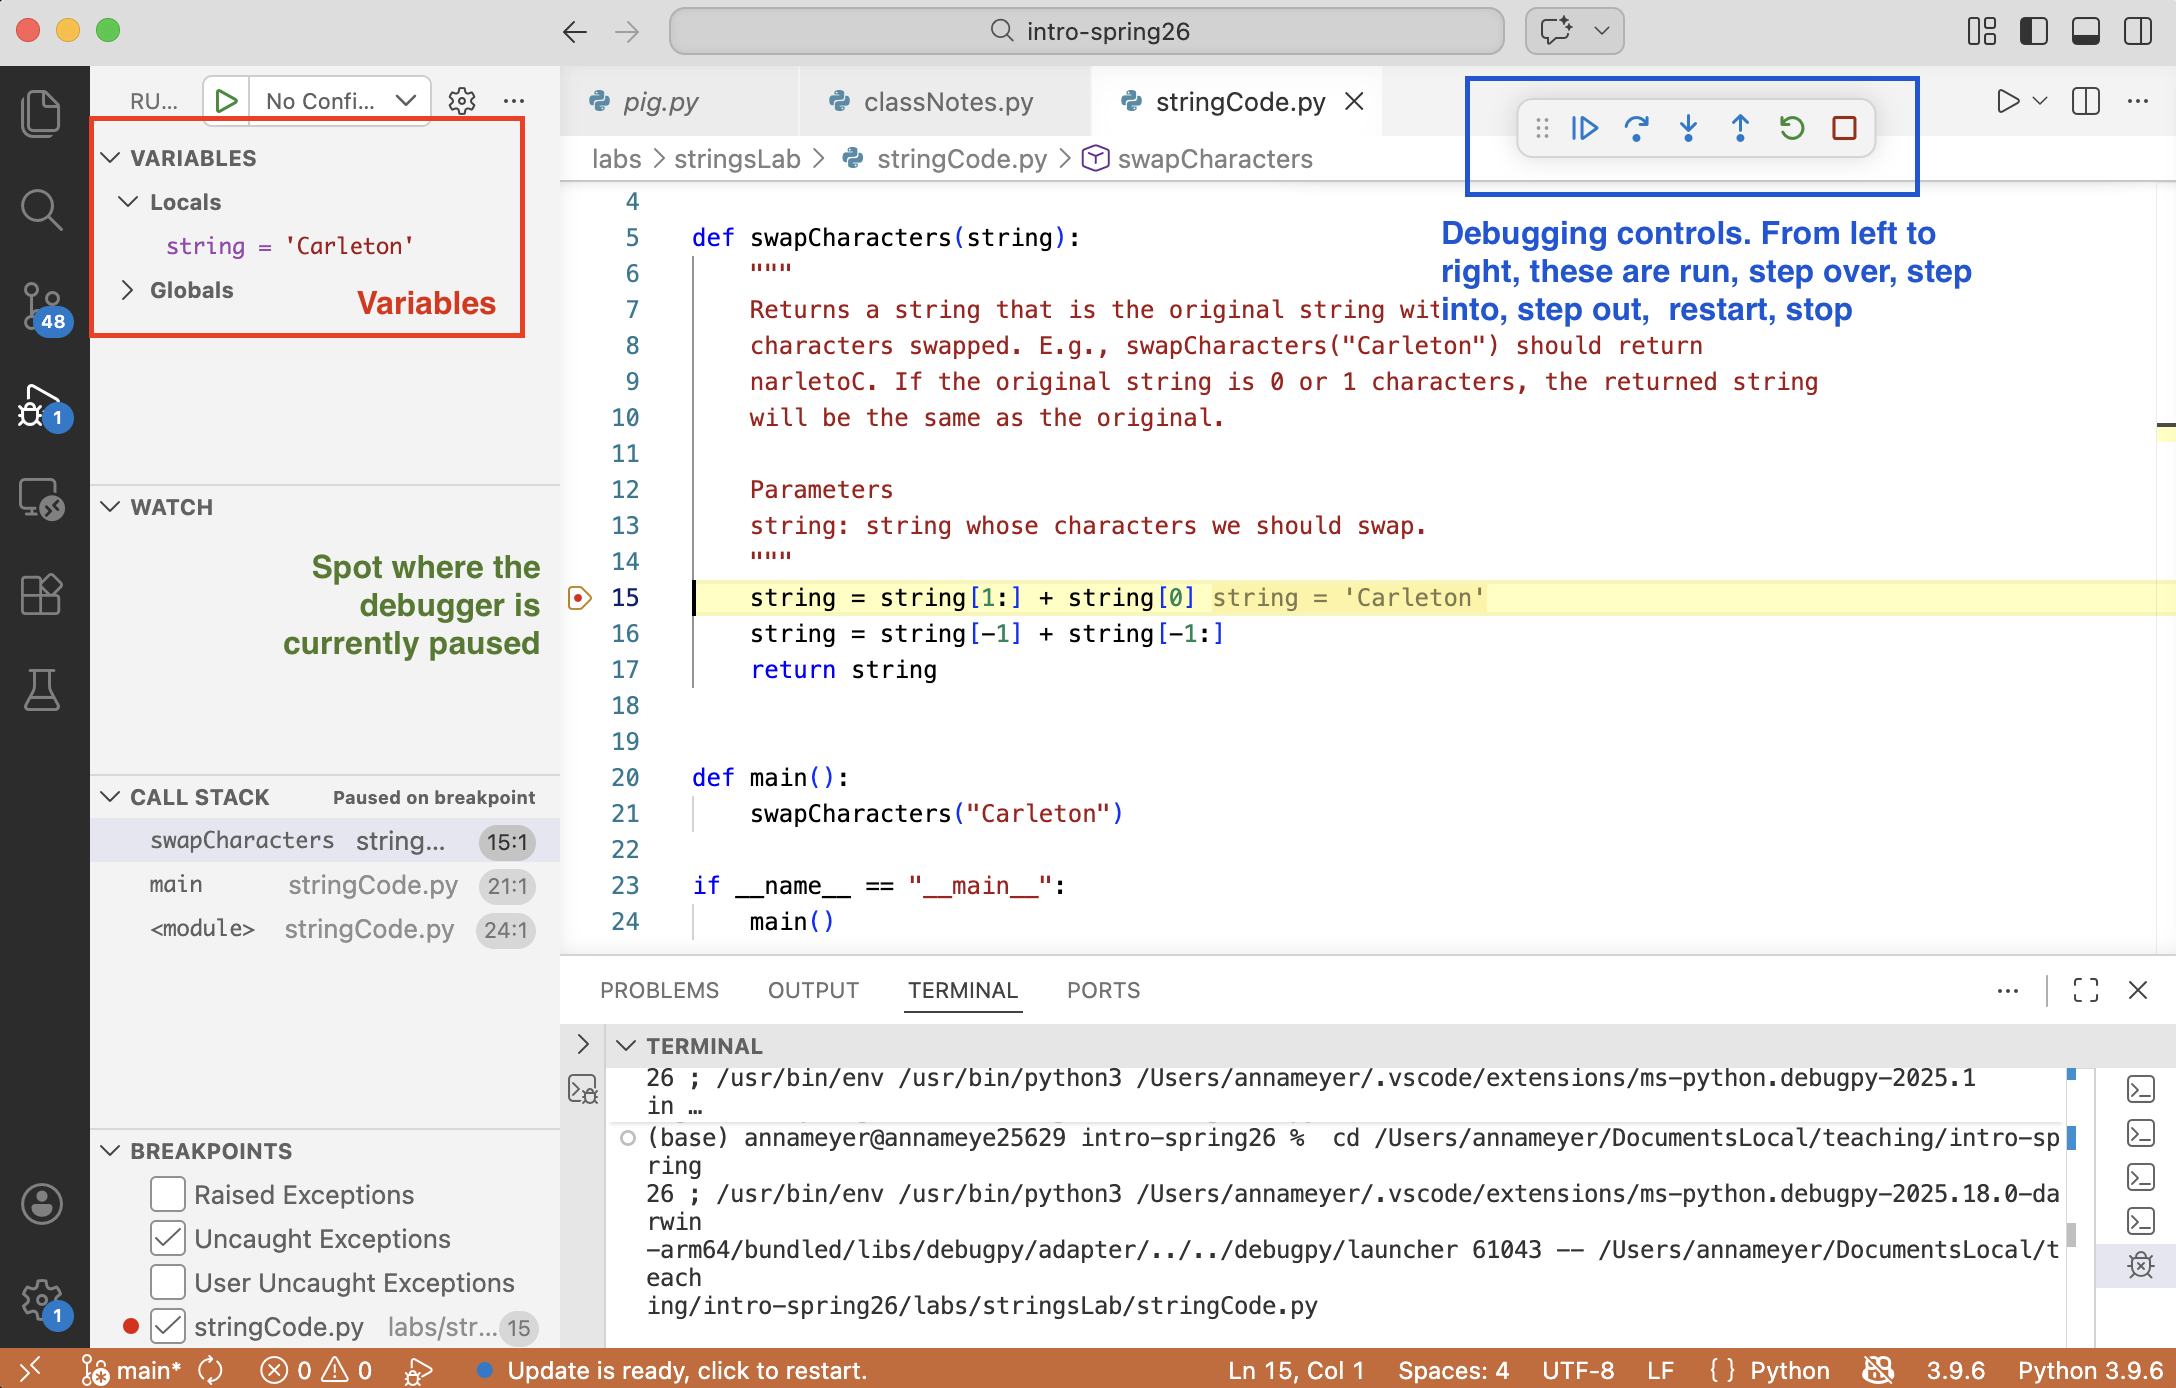 intro-spring26
RU... No Confi...
VARIABLES
Locals
string = 'Carleton'
Globals
Variables
48
1
WATCH
Spot where the
debugger is
currently paused
CALL STACK Paused on breakpoint
swapCharacters string... 15:1
main stringCode.py 21:1
<module> stringCode.py 24:1
BREAKPOINTS
Raised Exceptions
Uncaught Exceptions
User Uncaught Exceptions
stringCode.py labs/str... 15
1
pig.py classNotes.py stringCode.py
labs > stringsLab > stringCode.py > swapCharacters
Debugging controls. From left to
right, these are run, step over, step
into, step out, restart, stop
4
5 def swapCharacters(string):
6 """
7 Returns a string that is the original string wit
8 characters swapped. E.g., swapCharacters("Carleton") should return
9 narletoC. If the original string is 0 or 1 characters, the returned string
10 will be the same as the original.
11
12 Parameters
13 string: string whose characters we should swap.
14 """
15 string = string[1:] + string[0] string = 'Carleton'
16 string = string[-1] + string[-1:]
17 return string
18
19
20 def main():
21 swapCharacters("Carleton")
22
23 if __name__ == "__main__":
24 main()
PROBLEMS OUTPUT TERMINAL PORTS
TERMINAL
26 ; /usr/bin/env /usr/bin/python3 /Users/annameyer/.vscode/extensions/ms-python.debugpy-2025.1
in …
(base) annameyer@annameye25629 intro-spring26 % cd /Users/annameyer/DocumentsLocal/teaching/intro-sp
ring
26 ; /usr/bin/env /usr/bin/python3 /Users/annameyer/.vscode/extensions/ms-python.debugpy-2025.18.0-da
rwin
-arm64/bundled/libs/debugpy/adapter/../../debugpy/launcher 61043 -- /Users/annameyer/DocumentsLocal/t
each
ing/intro-spring26/labs/stringsLab/stringCode.py
main* 0 0 Update is ready, click to restart. Ln 15, Col 1 Spaces: 4 UTF-8 LF { } Python 3.9.6 Python 3.9.6